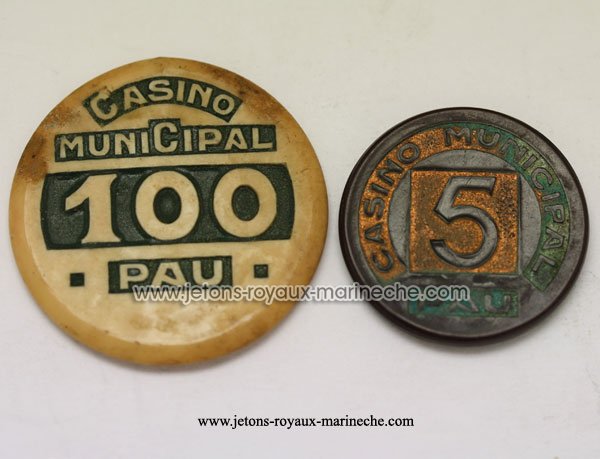 CASINO
MUNICIPAL
100
PAU
CASINO MUNICIPAL
5
PAU
www.jetons-royaux-marineche.com
www.jetons-royaux-marineche.com